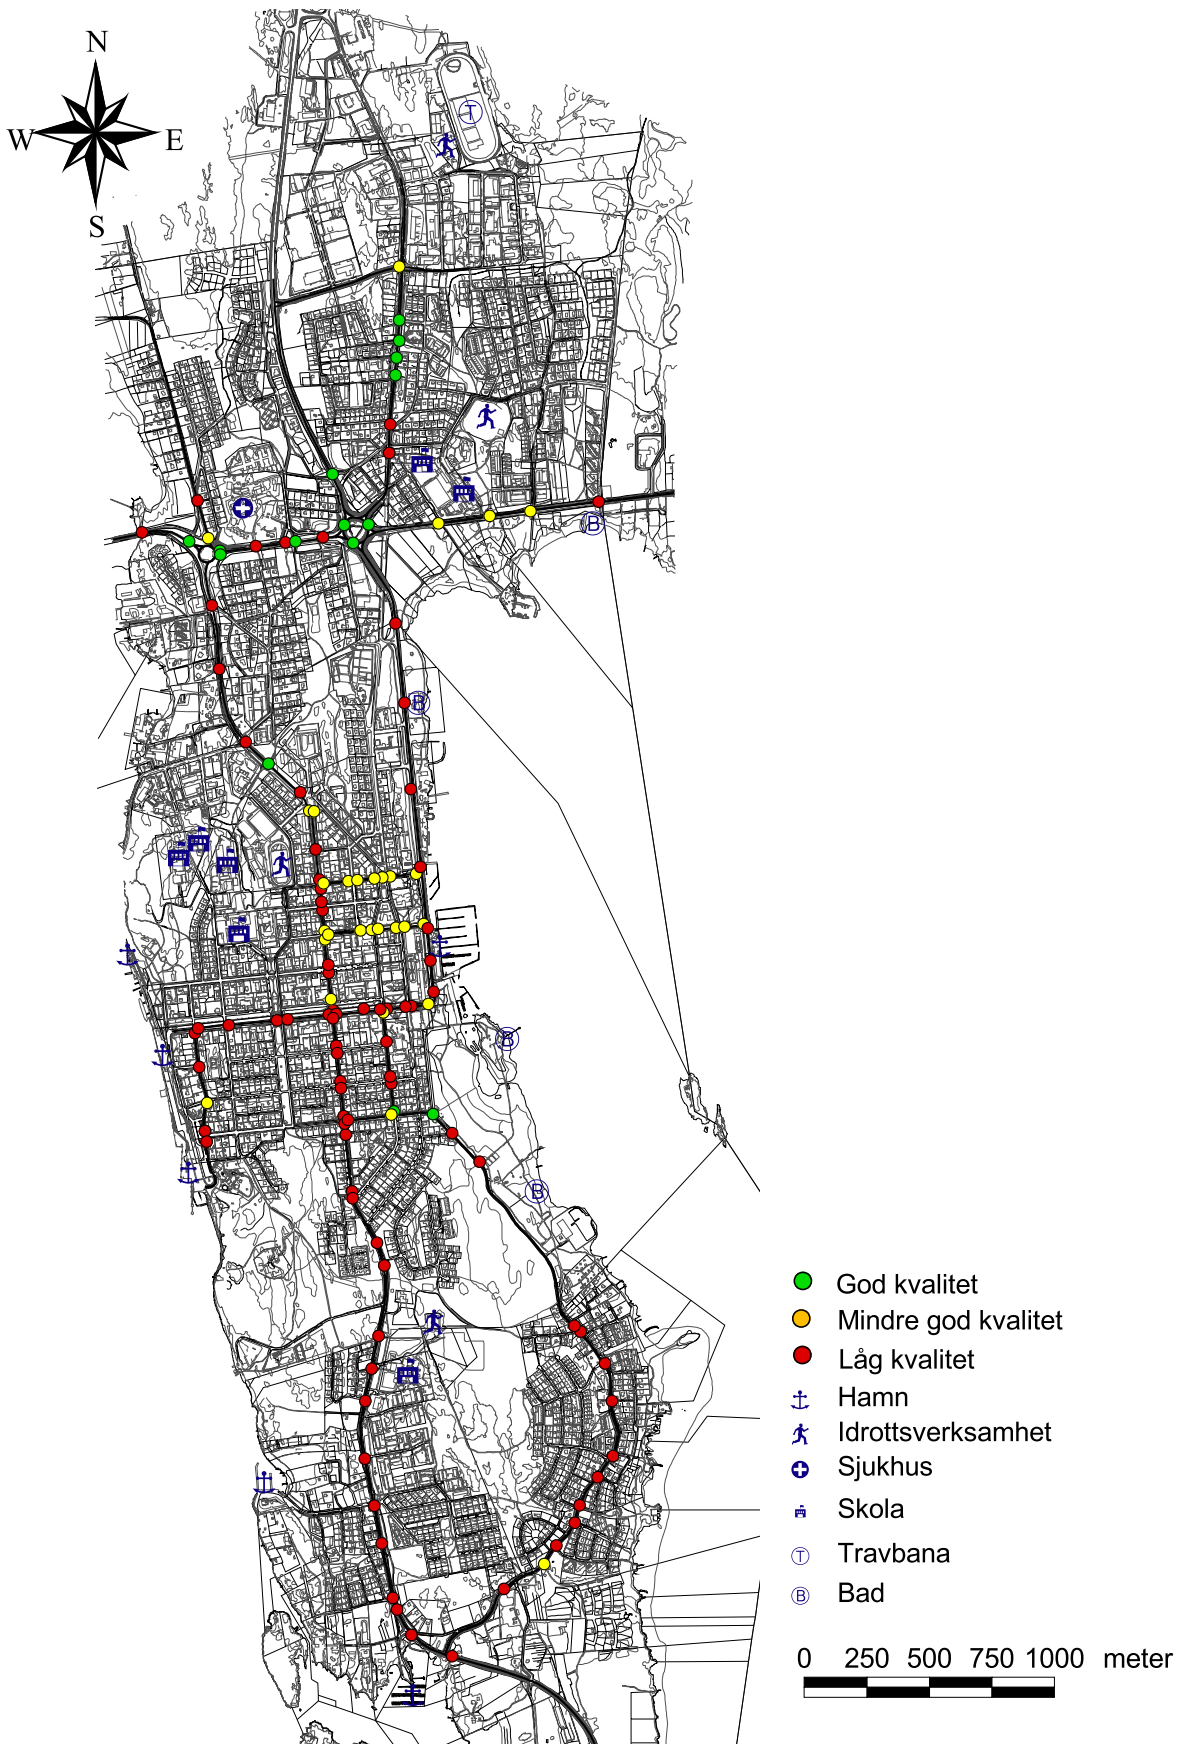 N
W E
S
T
B
B
B
B
God kvalitet
Mindre god kvalitet
Låg kvalitet
Hamn
Idrottsverksamhet
Sjukhus
Skola
T Travbana
B Bad
0 250 500 750 1000 meter